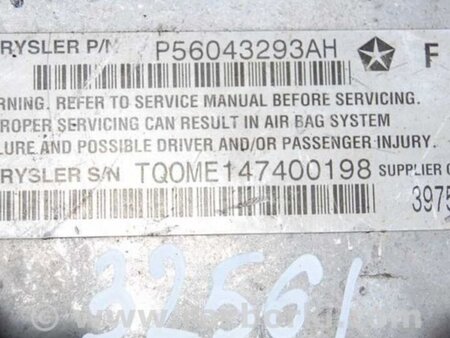 RYSLER P/N P56043293AH F
RNING. REFER TO SERVICE MANUAL BEFORE SERVICING.
PROPER SERVICING CAN RESULT IN AIR BAG SYSTEM
LURE AND POSSIBLE DRIVER AND/OR PASSENGER INJURY.
RYSLER S/N TQOME147400198 SUPPLIER C
3975
32561